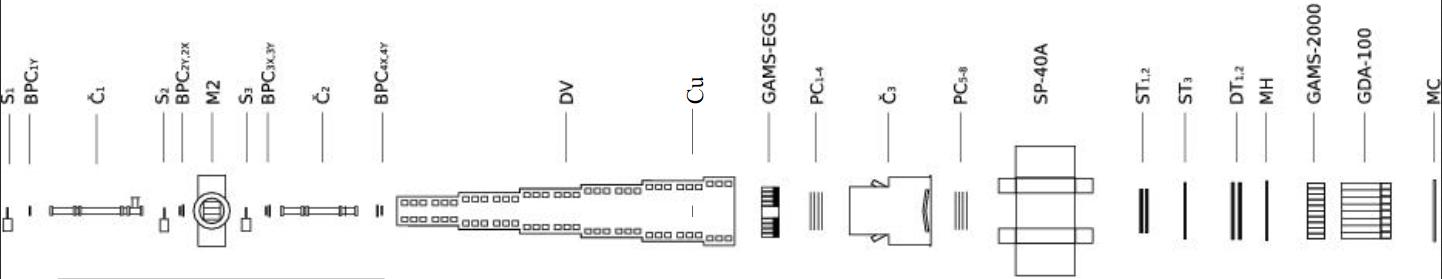 S1
BPC1Y
Č1
S2
BPC2Y,2X
M2
S3
BPC3X,3Y
Č2
BPC4X,4Y
DV
Cu
GAMS-EGS
PC1-4
Č3
PC5-8
SP-40A
ST1,2
ST3
DT1,2
MH
GAMS-2000
GDA-100
MC